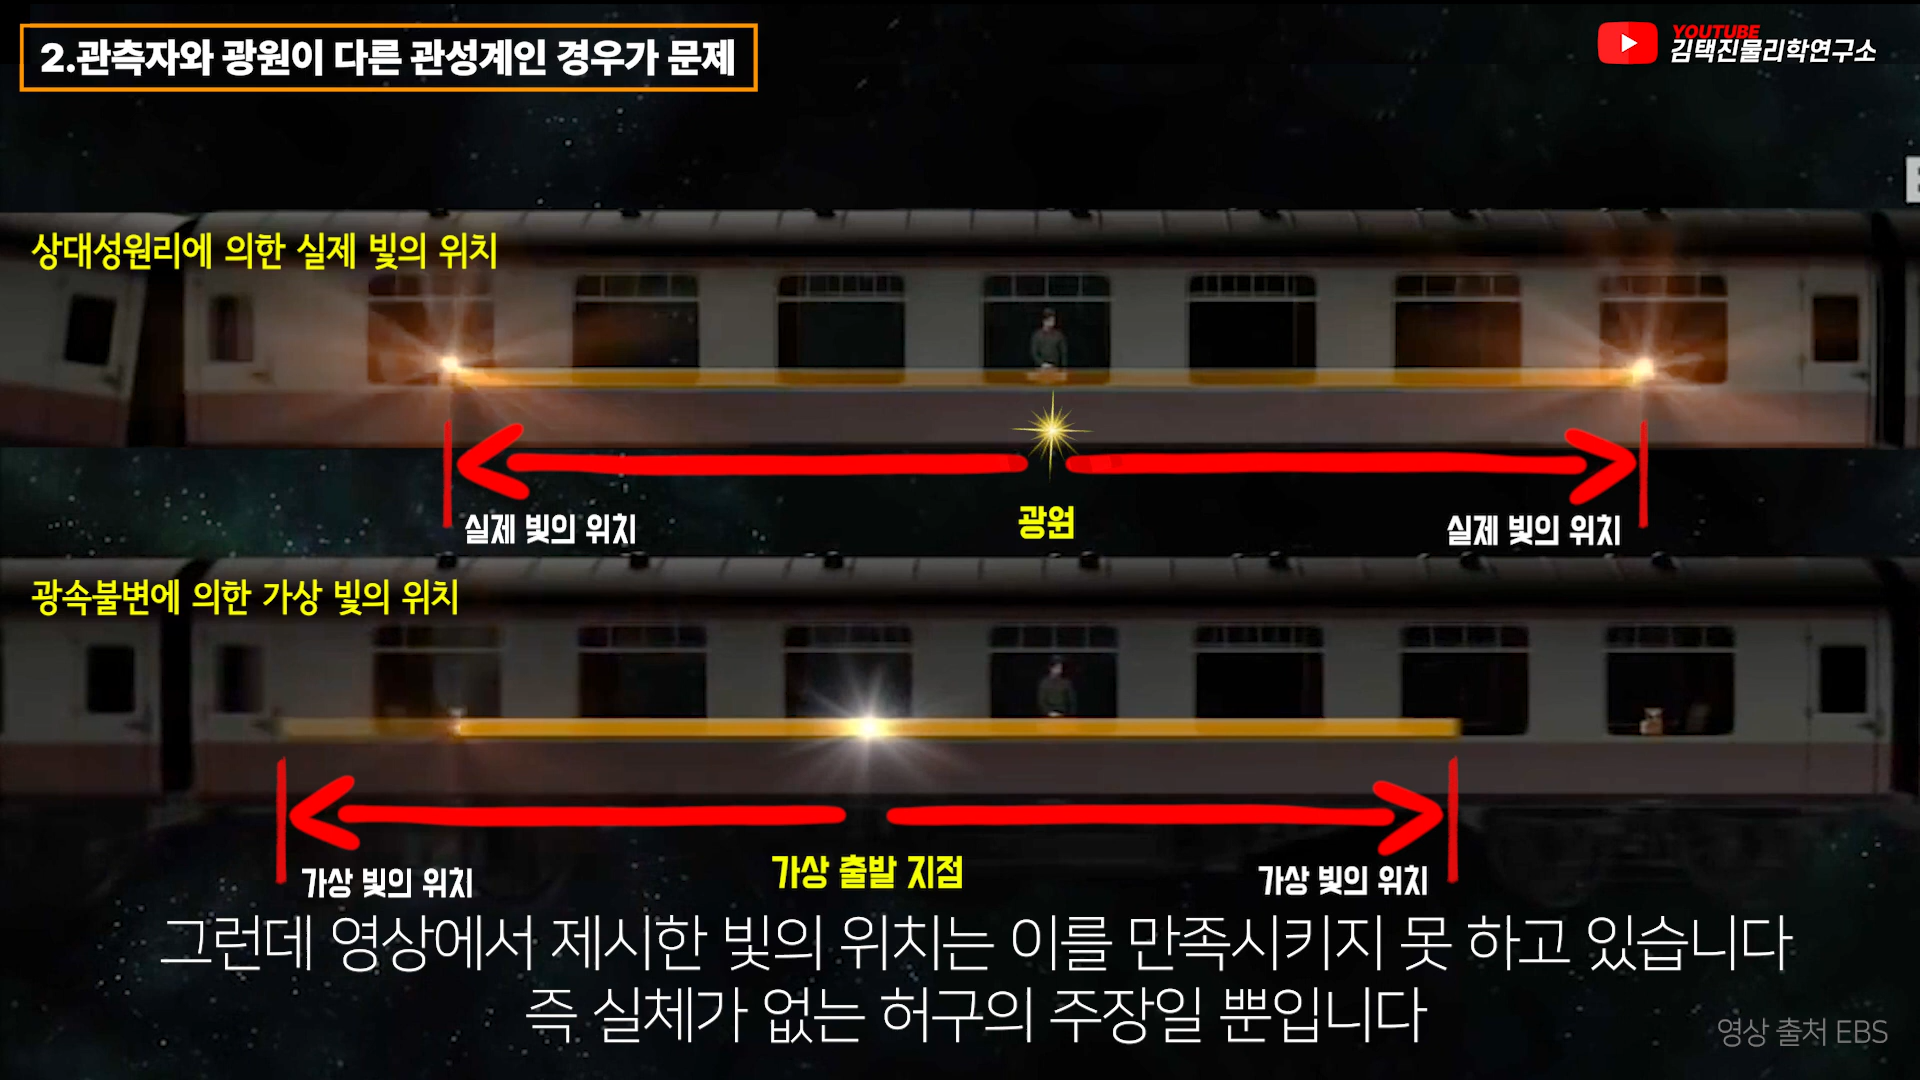 2.관측자와 광원이 다른 관성계인 경우가 문제
YOUTUBE
김택진물리학연구소
상대성원리에 의한 실제 빛의 위치
실제 빛의 위치
광원
실제 빛의 위치
광속불변에 의한 가상 빛의 위치
가상 빛의 위치
가상 출발 지점
가상 빛의 위치
그런데 영상에서 제시한 빛의 위치는 이를 만족시키지 못 하고 있습니다
즉 실체가 없는 허구의 주장일 뿐입니다
영상 출처 EBS